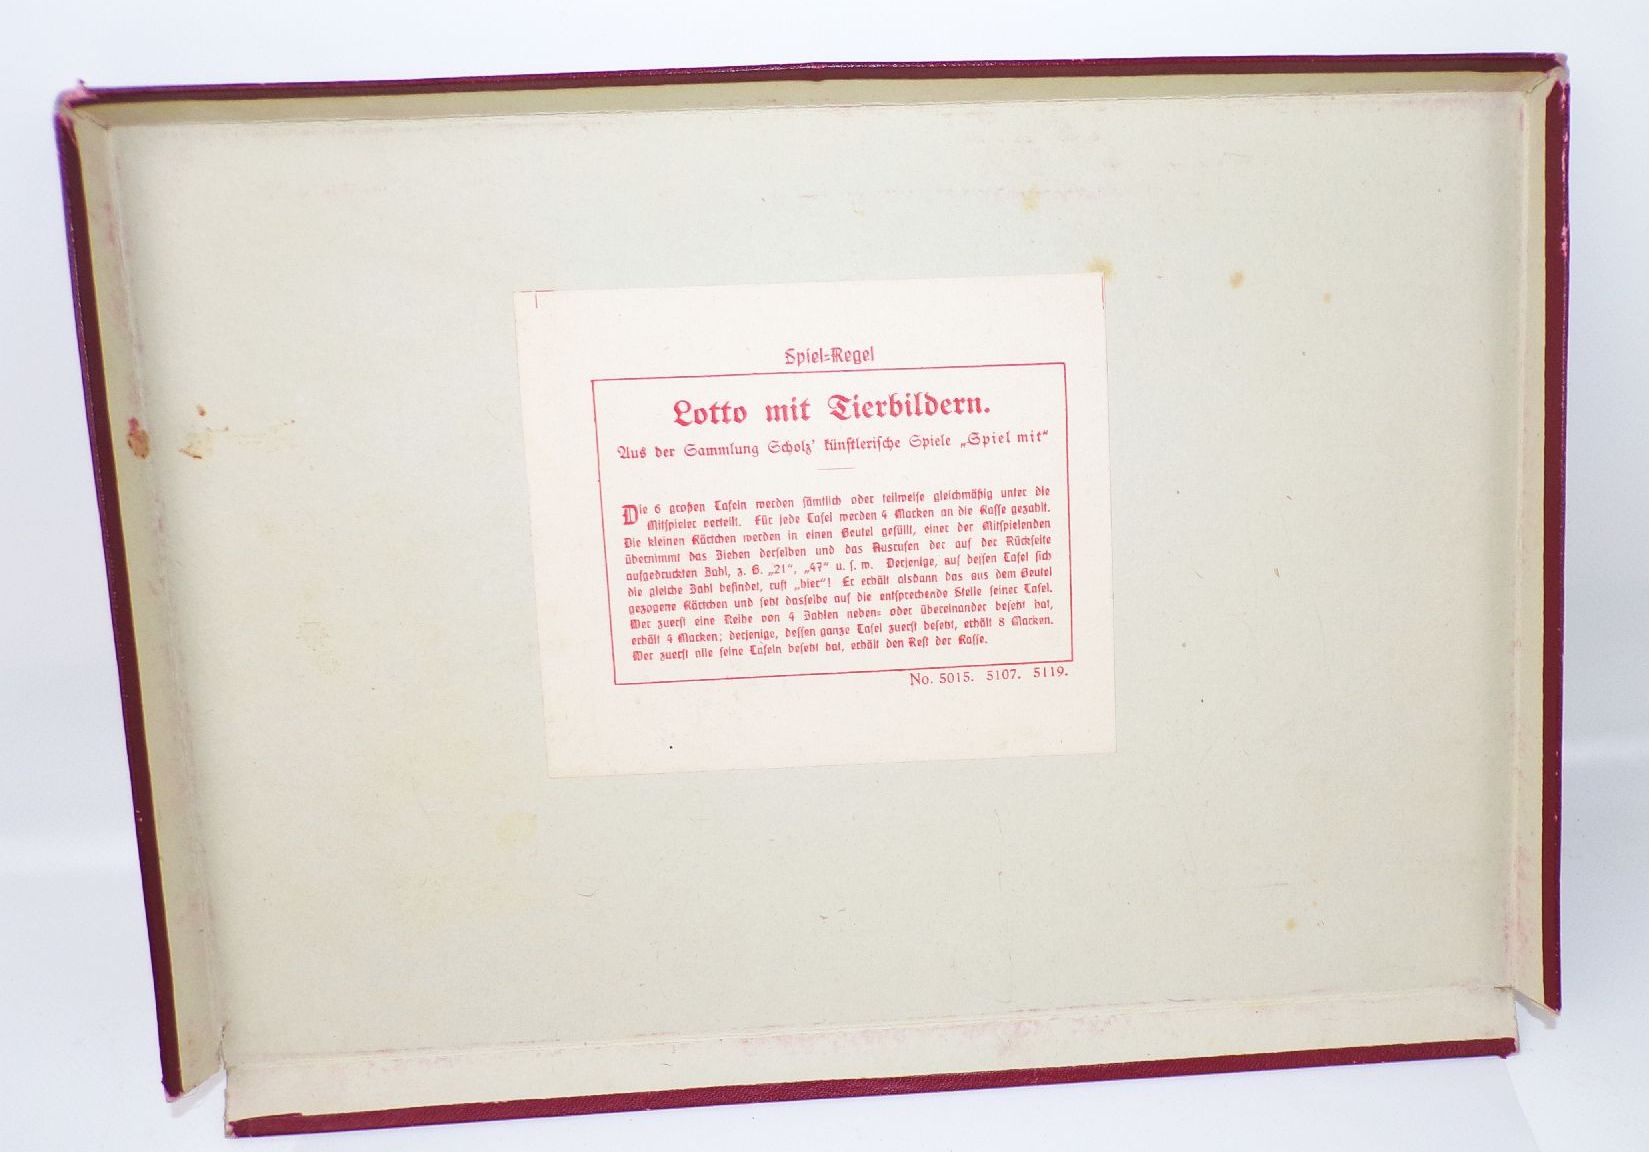 Spiel-Regel
Lotto mit Tierbildern.
Aus der Sammlung Scholz' künstlerische Spiele „Spiel mit“
Die 6 großen Tafeln werden sämtlich oder teilweise gleichmäßig unter die
Mitspieler verteilt. Für jede Tafel werden 4 Marken an die Kasse gezahlt.
Die kleinen Kärtchen werden in einen Beutel gefüllt, einer der Mitspielenden
übernimmt das Ziehen derselben und das Ausrufen der auf der Rückseite
aufgedruckten Zahl, z. B. „21“, „47“ u. s. w. Derjenige, auf dessen Tafel sich
die gleiche Zahl befindet, ruft „hier“! Er erhält alsdann das aus dem Beutel
gezogene Kärtchen und setzt dasselbe auf die entsprechende Stelle seiner Tafel.
Wer zuerst eine Reihe von 4 Zahlen neben- oder übereinander besetzt hat,
erhält 4 Marken; derjenige, dessen ganze Tafel zuerst besetzt, erhält 8 Marken.
Wer zuerst alle seine Tafeln besetzt hat, erhält den Rest der Kasse.
No. 5015. 5107. 5119.